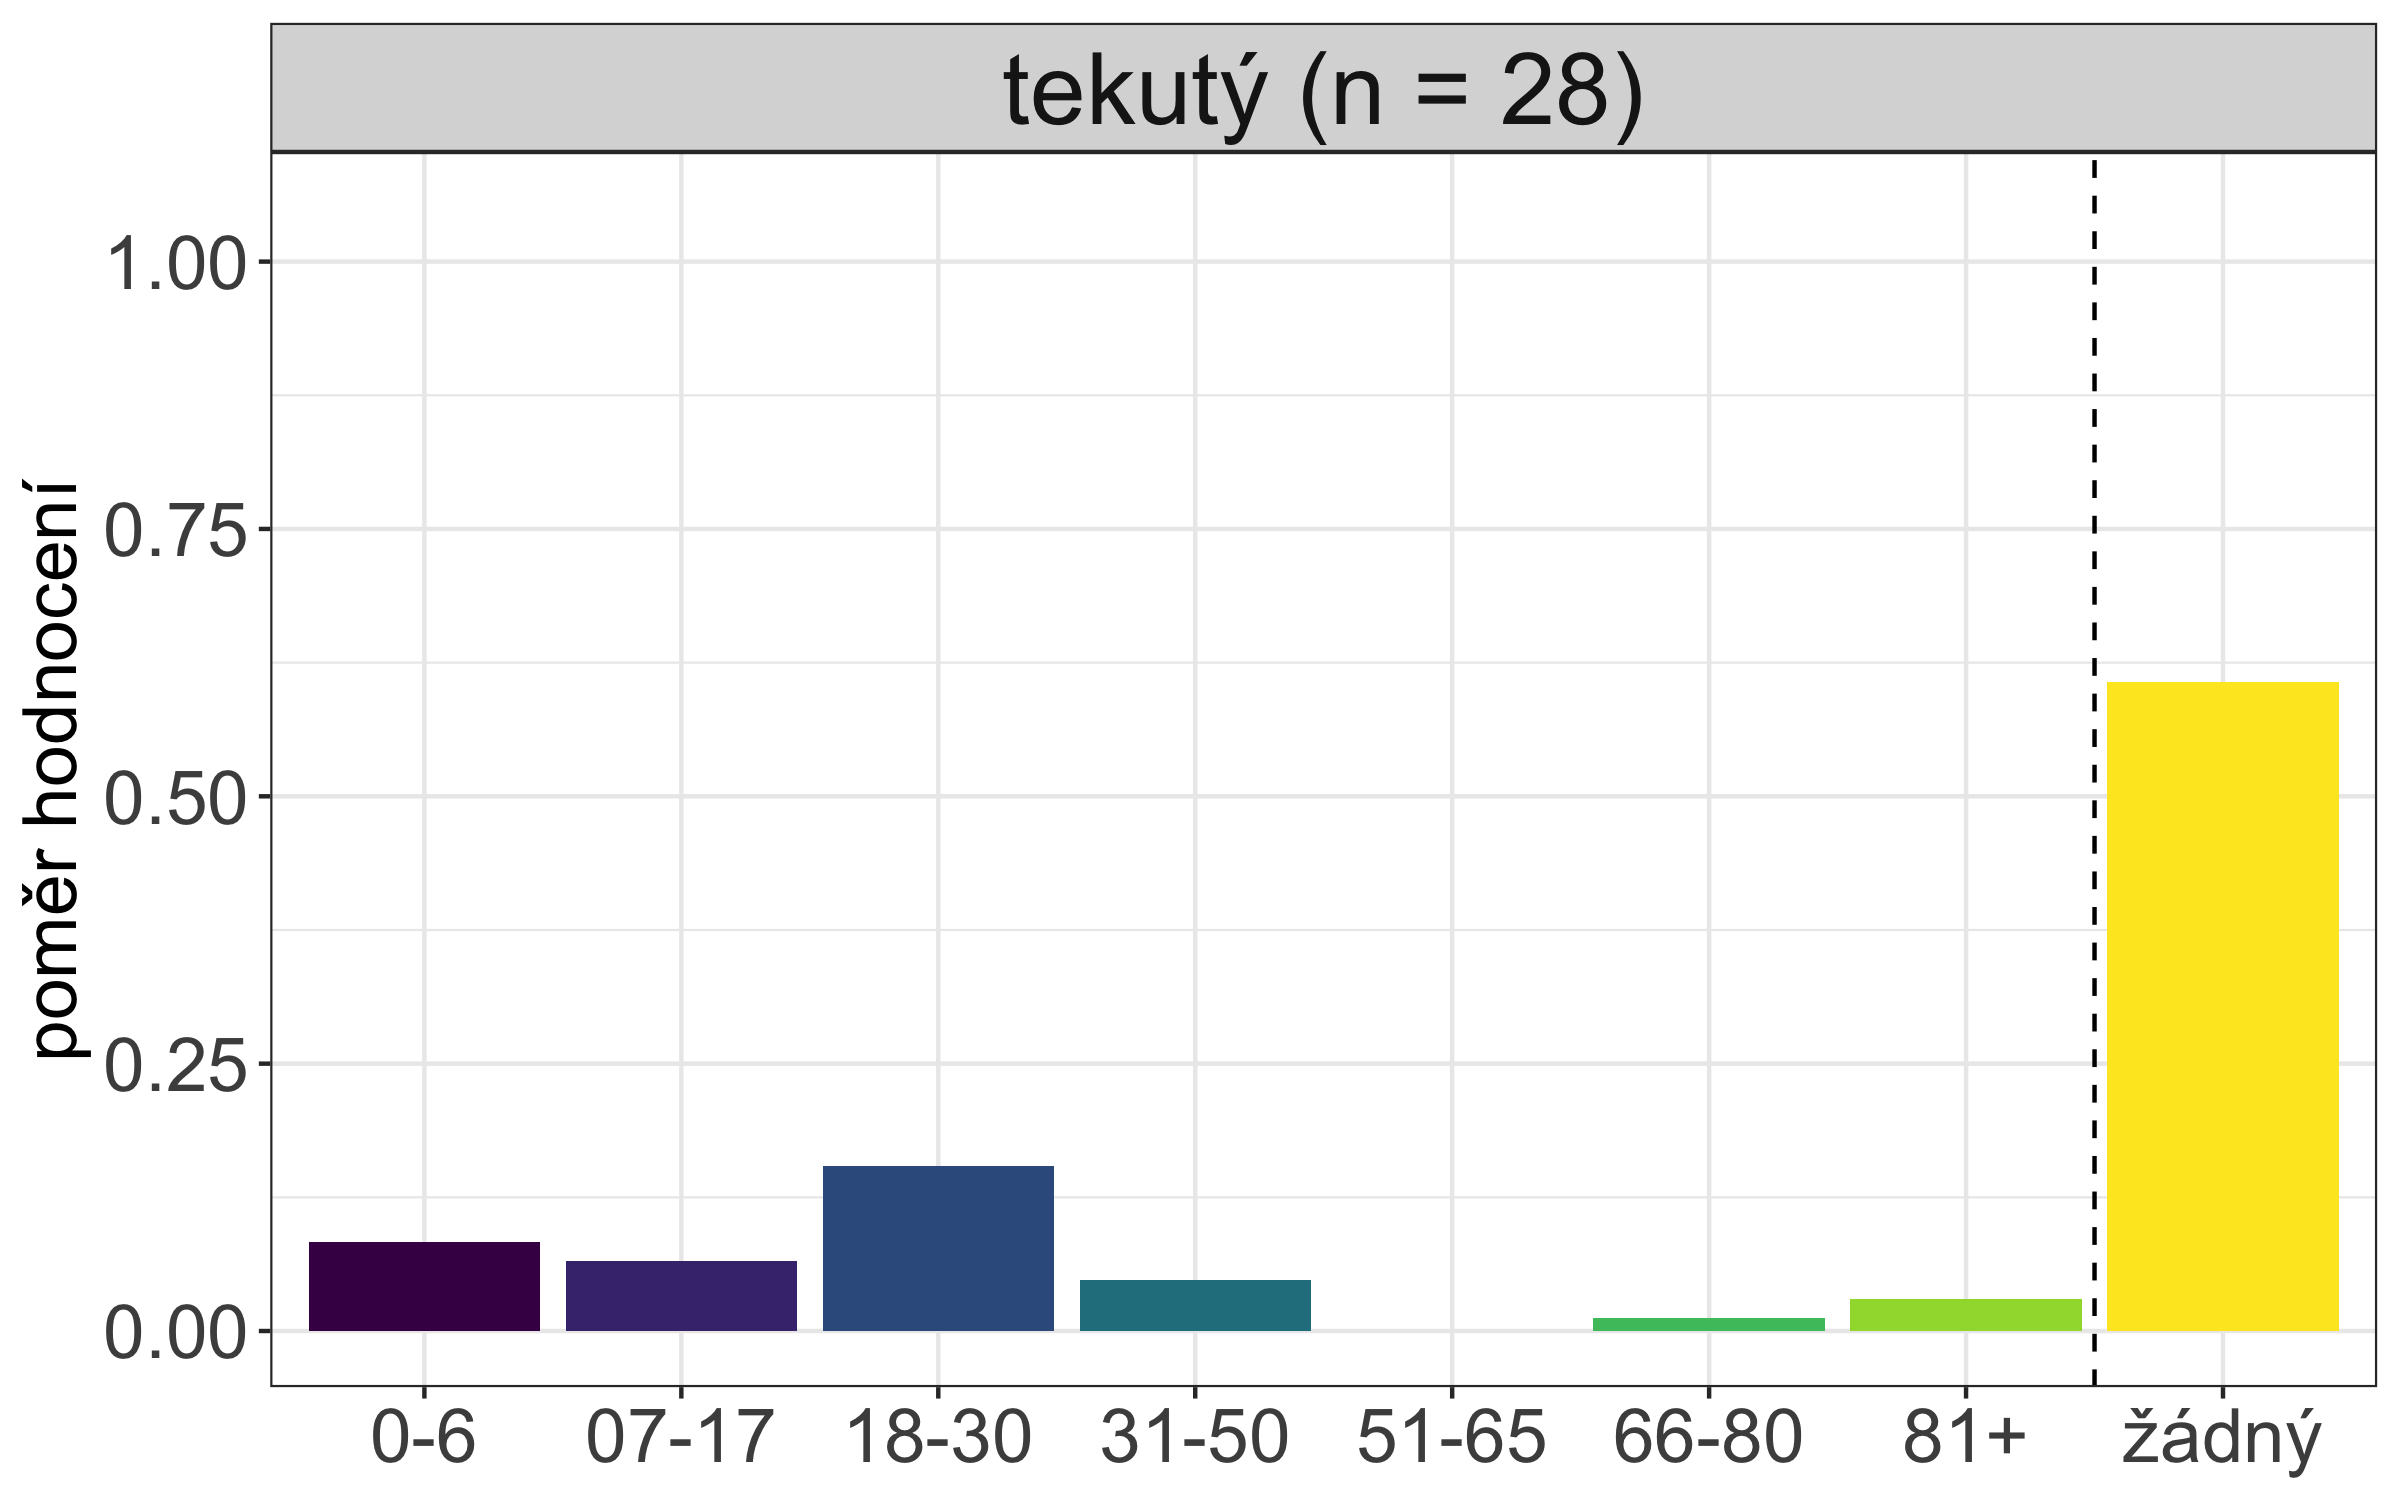 tekutý (n = 28)
poměr hodnocení
1.00
0.75
0.50
0.25
0.00
0-6 07-17 18-30 31-50 51-65 66-80 81+ žádný